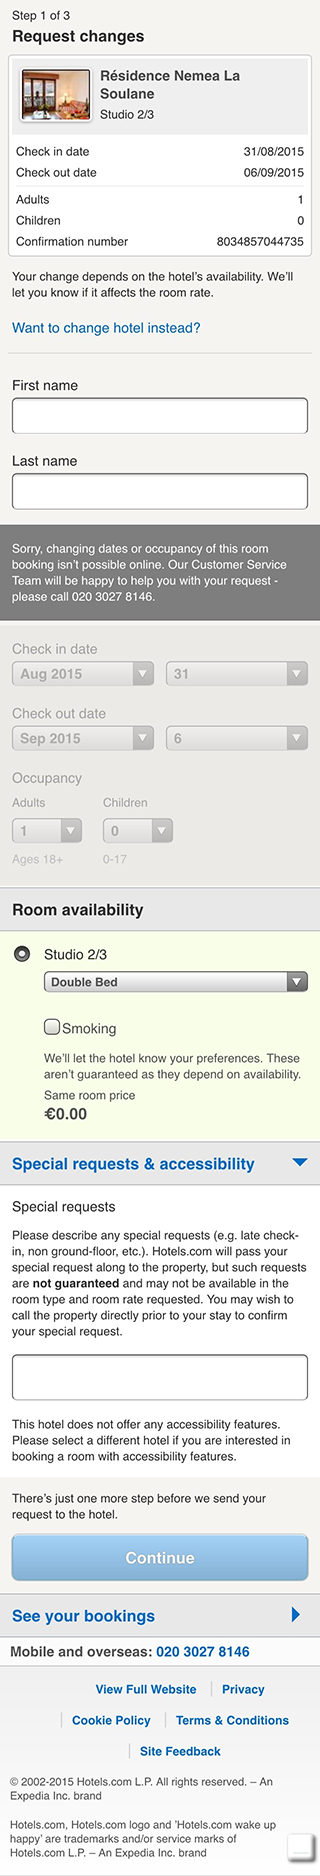 Step 1 of 3
Request changes
Résidence Nemea La
Soulane
Studio 2/3
Check in date 31/08/2015
Check out date 06/09/2015
Adults 1
Children 0
Confirmation number 8034857044735
Your change depends on the hotel's availability. We'll
let you know if it affects the room rate.
Want to change hotel instead?
First name
Last name
Sorry, changing dates or occupancy of this room
booking isn't possible online. Our Customer Service
Team will be happy to help you with your request -
please call 020 3027 8146.
Check in date
Aug 2015 31
Check out date
Sep 2015 6
Occupancy
Adults Children
1 0
Ages 18+ 0-17
Room availability
Studio 2/3
Double Bed
Smoking
We'll let the hotel know your preferences. These
aren't guaranteed as they depend on availability.
Same room price
€0.00
Special requests & accessibility
Special requests
Please describe any special requests (e.g. late check-
in, non ground-floor, etc.). Hotels.com will pass your
special request along to the property, but such requests
are not guaranteed and may not be available in the
room type and room rate requested. You may wish to
call the property directly prior to your stay to confirm
your special request.
This hotel does not offer any accessibility features.
Please select a different hotel if you are interested in
booking a room with accessibility features.
There's just one more step before we send your
request to the hotel.
Continue
See your bookings
Mobile and overseas: 020 3027 8146
View Full Website Privacy
Cookie Policy Terms & Conditions
Site Feedback
© 2002-2015 Hotels.com L.P. All rights reserved. – An
Expedia Inc. brand
Hotels.com, Hotels.com logo and 'Hotels.com wake up
happy' are trademarks and/or service marks of
Hotels.com L.P. – An Expedia Inc. brand